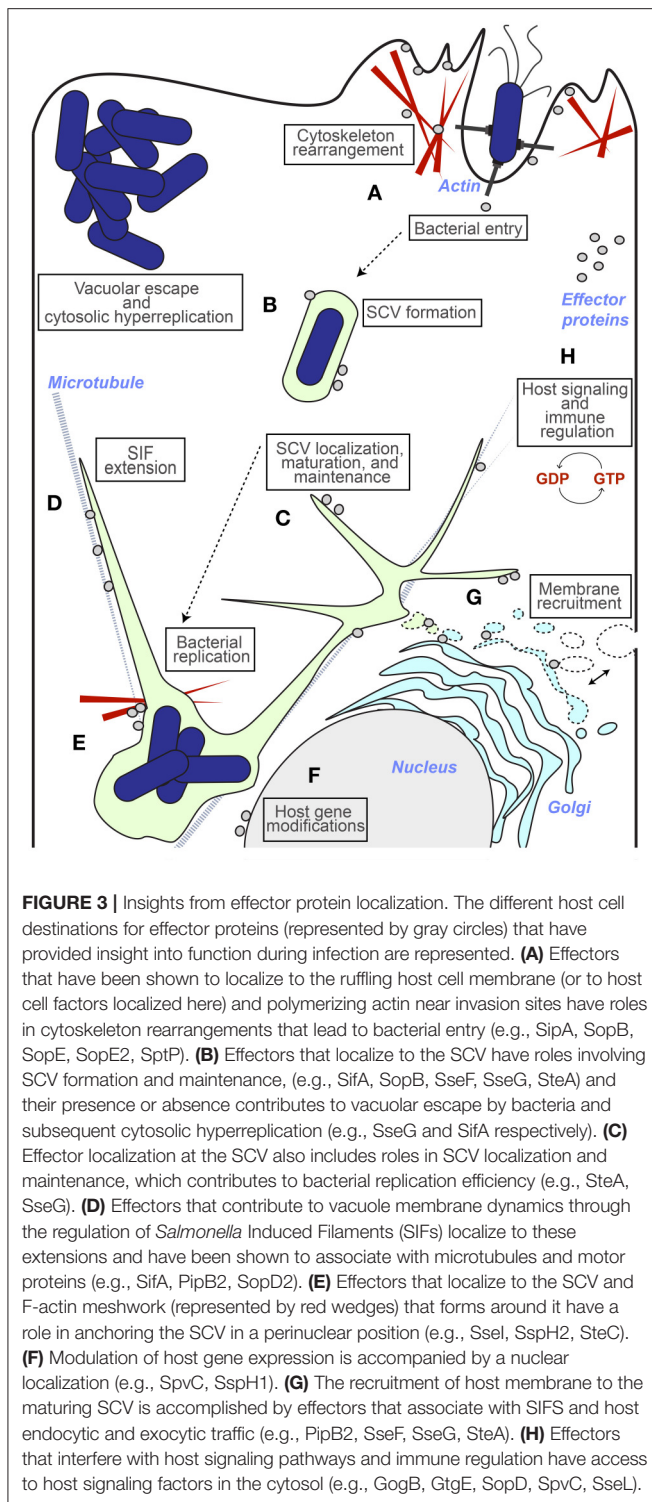 Cytoskeleton
rearrangement
A
Actin
Bacterial entry
Vacuolar escape
and
cytosolic hyperreplication
B
SCV formation
Effector
proteins
H
Microtubule
Host signaling
and
immune
regulation
SIF
extension
SCV localization,
maturation, and
maintenance
GDP
GTP
D
C
G
Membrane
recruitment
Bacterial
replication
E
F
Nucleus
Golgi
Host gene
modifications
FIGURE 3 | Insights from effector protein localization. The different host cell
destinations for effector proteins (represented by gray circles) that have
provided insight into function during infection are represented. (A) Effectors
that have been shown to localize to the ruffling host cell membrane (or to host
cell factors localized here) and polymerizing actin near invasion sites have roles
in cytoskeleton rearrangements that lead to bacterial entry (e.g., SipA, SopB,
SopE, SopE2, SptP). (B) Effectors that localize to the SCV have roles involving
SCV formation and maintenance, (e.g., SifA, SopB, SseF, SseG, SteA) and
their presence or absence contributes to vacuolar escape by bacteria and
subsequent cytosolic hyperreplication (e.g., SseG and SifA respectively). (C)
Effector localization at the SCV also includes roles in SCV localization and
maintenance, which contributes to bacterial replication efficiency (e.g., SteA,
SseG). (D) Effectors that contribute to vacuole membrane dynamics through
the regulation of Salmonella Induced Filaments (SIFs) localize to these
extensions and have been shown to associate with microtubules and motor
proteins (e.g., SifA, PipB2, SopD2). (E) Effectors that localize to the SCV and
F-actin meshwork (represented by red wedges) that forms around it have a
role in anchoring the SCV in a perinuclear position (e.g., SseI, SspH2, SteC).
(F) Modulation of host gene expression is accompanied by a nuclear
localization (e.g., SpvC, SspH1). (G) The recruitment of host membrane to the
maturing SCV is accomplished by effectors that associate with SIFS and host
endocytic and exocytic traffic (e.g., PipB2, SseF, SseG, SteA). (H) Effectors
that interfere with host signaling pathways and immune regulation have access
to host signaling factors in the cytosol (e.g., GogB, GtgE, SopD, SpvC, SseL).